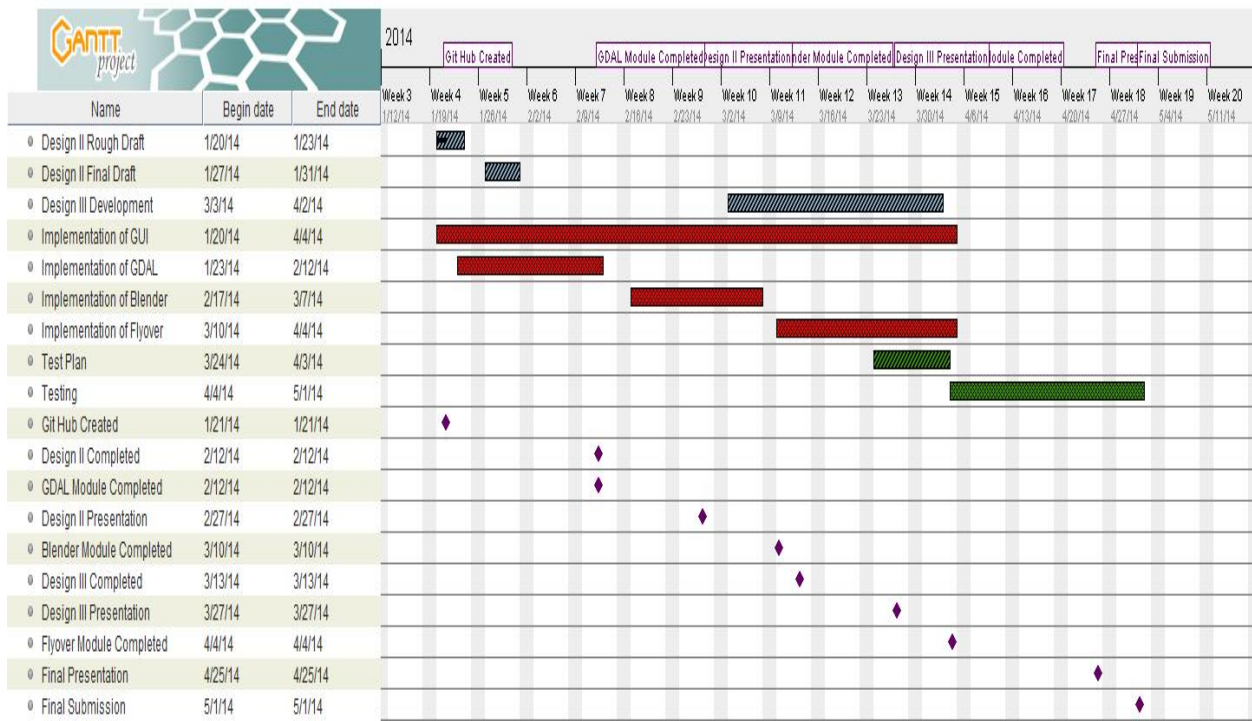 GANTT
project
2014
Git Hub Created GDAL Module Completed Design II Presentation nder Module Completed Design III Presentation odule Completed Final Pres Final Submission
Name Begin date End date
Week 3 Week 4 Week 5 Week 6 Week 7 Week 8 Week 9 Week 10 Week 11 Week 12 Week 13 Week 14 Week 15 Week 16 Week 17 Week 18 Week 19 Week 20
1/12/14 1/19/14 1/26/14 2/2/14 2/9/14 2/16/14 2/23/14 3/2/14 3/9/14 3/16/14 3/23/14 3/30/14 4/6/14 4/13/14 4/20/14 4/27/14 5/4/14 5/11/14
Design II Rough Draft 1/20/14 1/23/14
Design II Final Draft 1/27/14 1/31/14
Design III Development 3/3/14 4/2/14
Implementation of GUI 1/20/14 4/4/14
Implementation of GDAL 1/23/14 2/12/14
Implementation of Blender 2/17/14 3/7/14
Implementation of Flyover 3/10/14 4/4/14
Test Plan 3/24/14 4/3/14
Testing 4/4/14 5/1/14
Git Hub Created 1/21/14 1/21/14
Design II Completed 2/12/14 2/12/14
GDAL Module Completed 2/12/14 2/12/14
Design II Presentation 2/27/14 2/27/14
Blender Module Completed 3/10/14 3/10/14
Design III Completed 3/13/14 3/13/14
Design III Presentation 3/27/14 3/27/14
Flyover Module Completed 4/4/14 4/4/14
Final Presentation 4/25/14 4/25/14
Final Submission 5/1/14 5/1/14